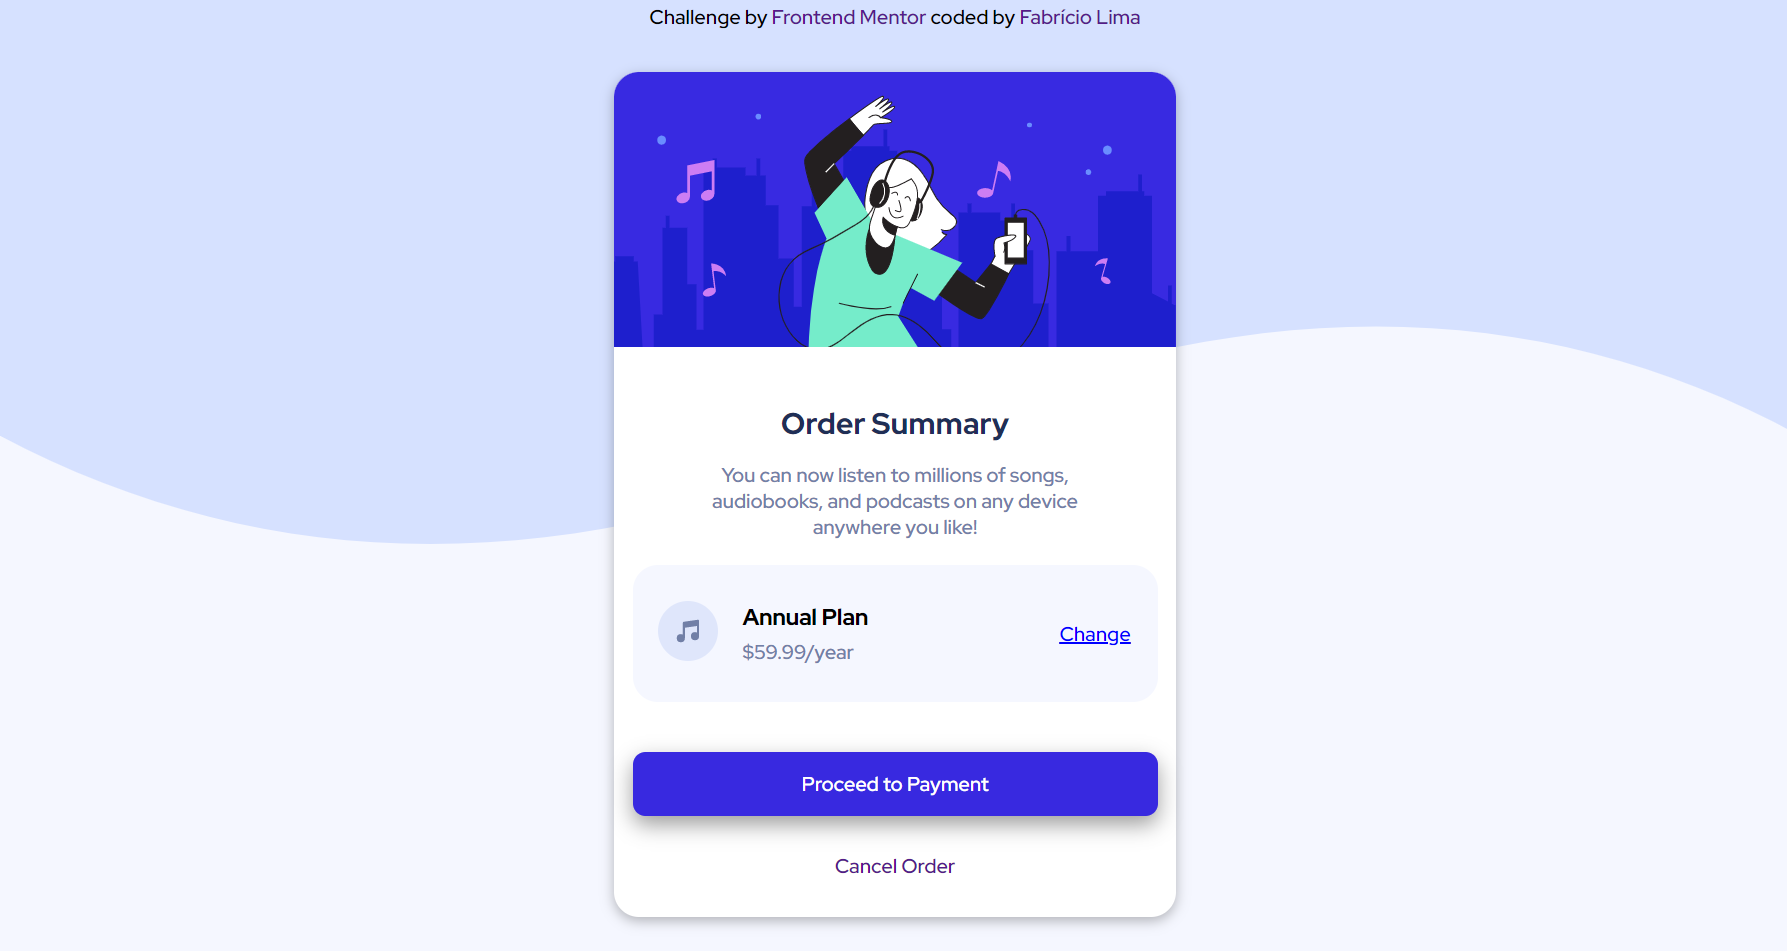 Challenge by Frontend Mentor coded by Fabrício Lima
Order Summary
You can now listen to millions of songs,
audiobooks, and podcasts on any device
anywhere you like!
Annual Plan
$59.99/year
Change
Proceed to Payment
Cancel Order